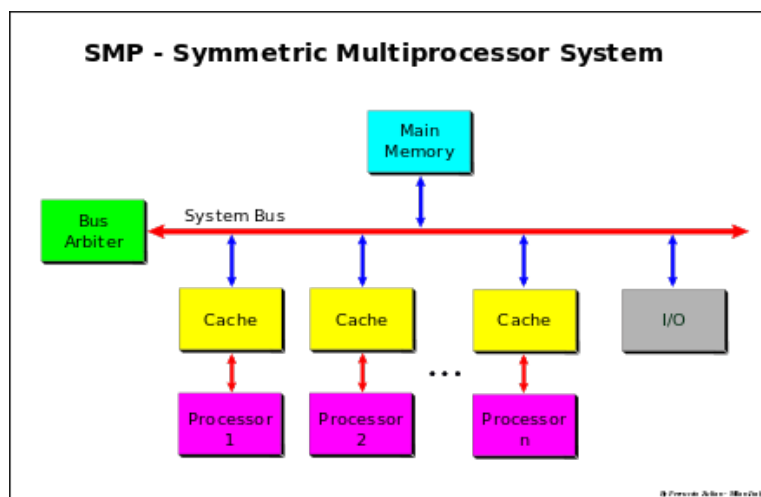 SMP - Symmetric Multiprocessor System
Main
Memory
System Bus
Bus
Arbiter
Cache
Cache
Cache
I/O
...
Processor
1
Processor
2
Processor
n